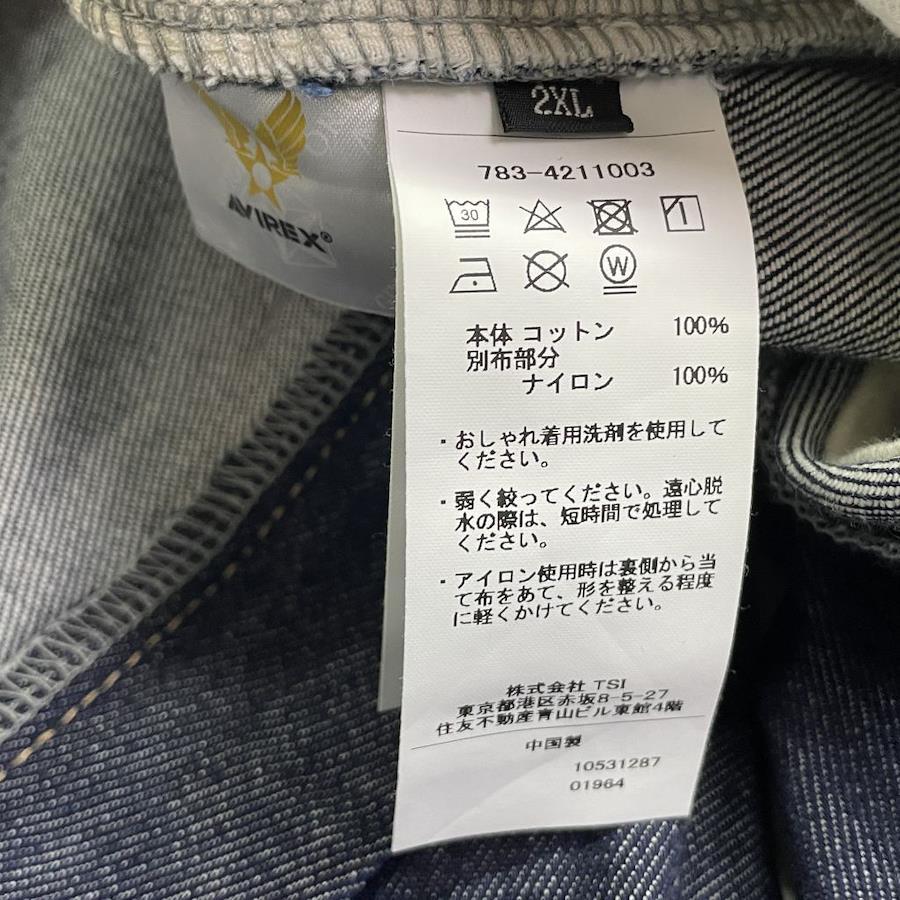 2XL
AVIREX®
783-4211003
30
W
本体 コットン 100%
別布部分
ナイロン 100%
・おしゃれ着用洗剤を使用して
ください。
・弱く絞ってください。遠心脱
水の際は、短時間で処理して
ください。
・アイロン使用時は裏側から当
て布をあて、形を整える程度
に軽くかけてください。
株式会社 TSI
東京都港区赤坂8-5-27
住友不動産青山ビル東館4階
中国製
10531287
01964